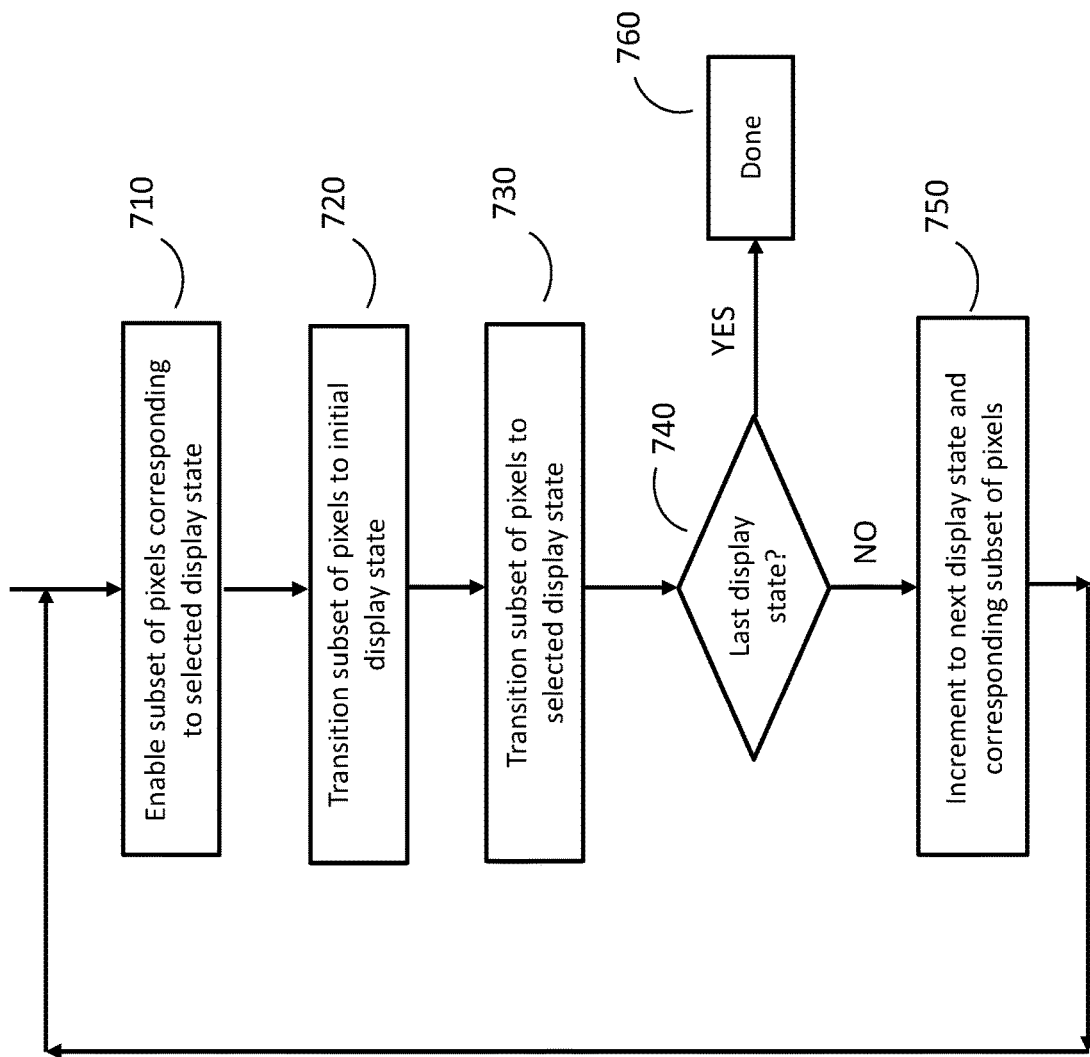 710
Enable subset of pixels corresponding
to selected display state
720
Transition subset of pixels to initial
display state
730
Transition subset of pixels to
selected display state
740
Last display
state?
YES
760
Done
NO
750
Increment to next display state and
corresponding subset of pixels